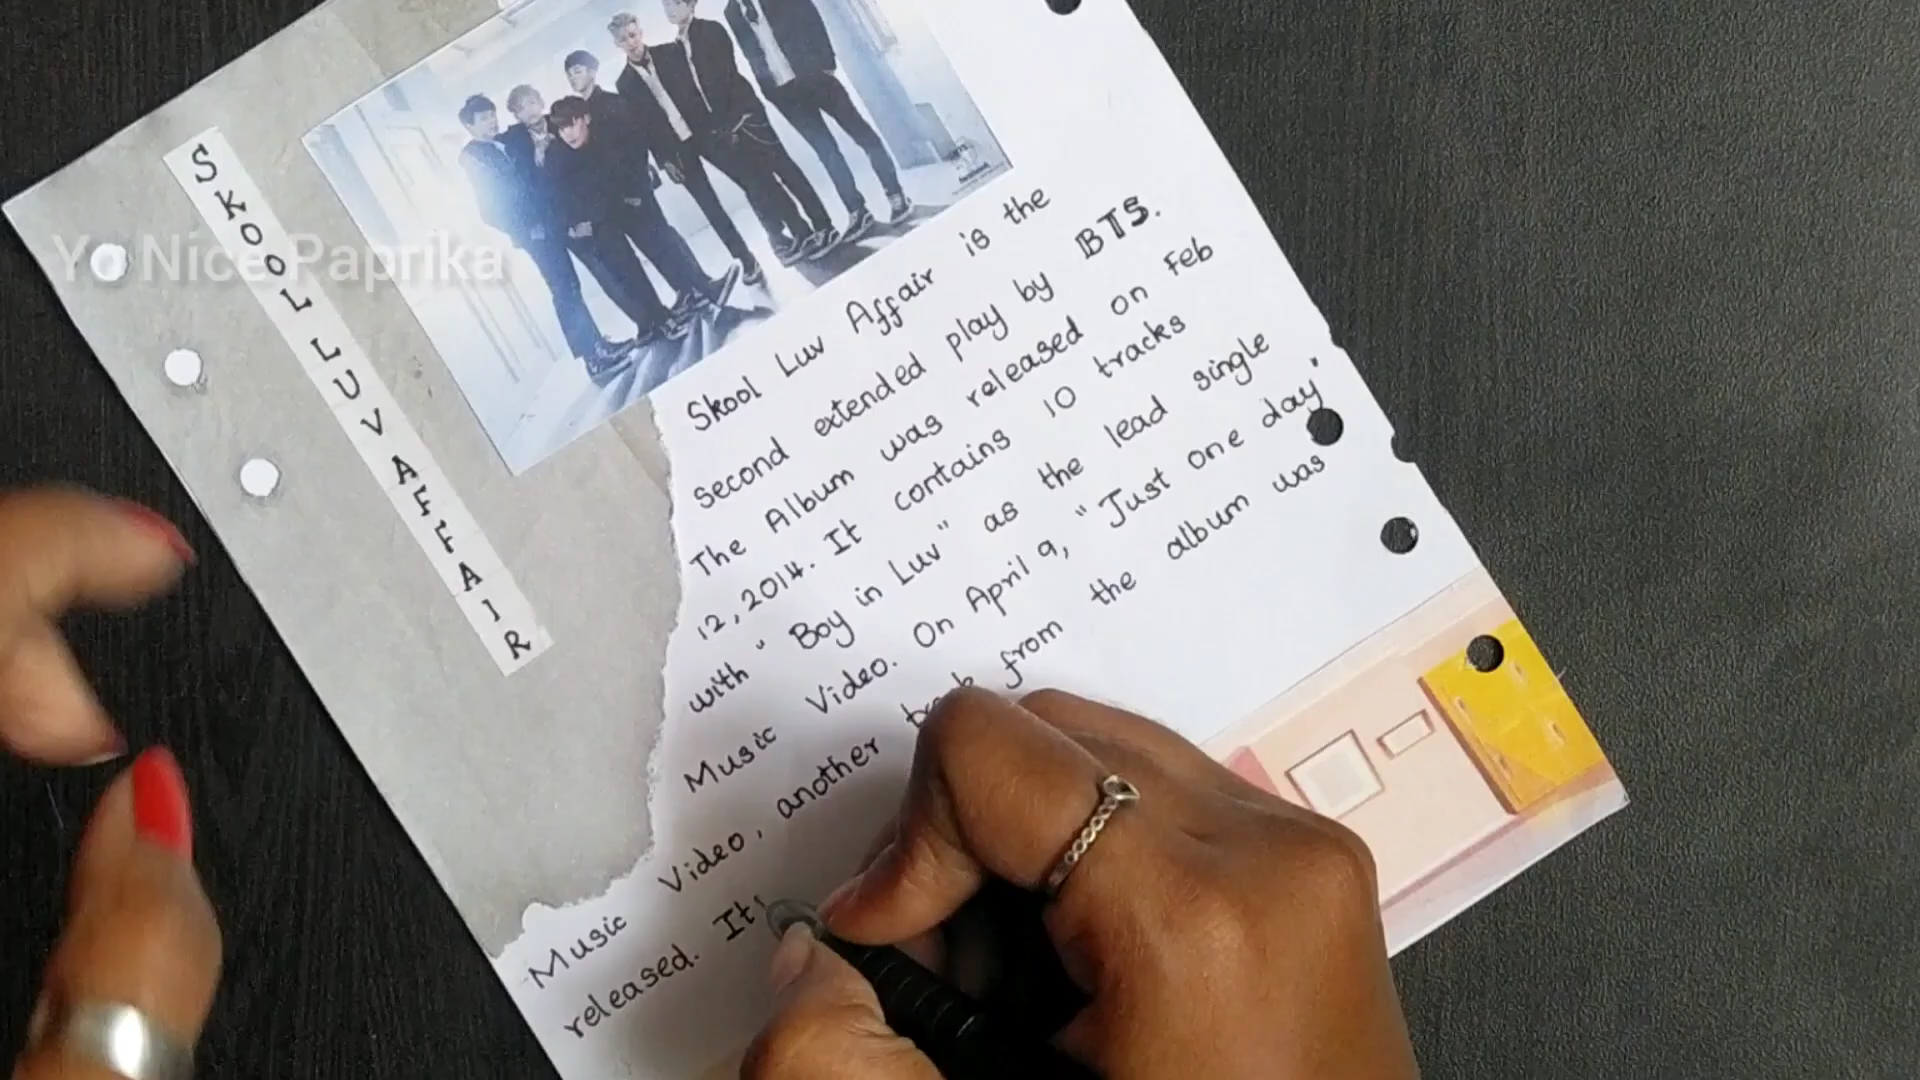 Yo Nice Paprika
SKOOL LUV AFFAIR
Skool Luv Affair is the
second extended play by BTS.
The Album was released on Feb
12, 2014. It contains 10 tracks
with "Boy in Luv" as the lead single
Music Video. On April 9, "Just one day"
Music Video, another from the album was
released. It